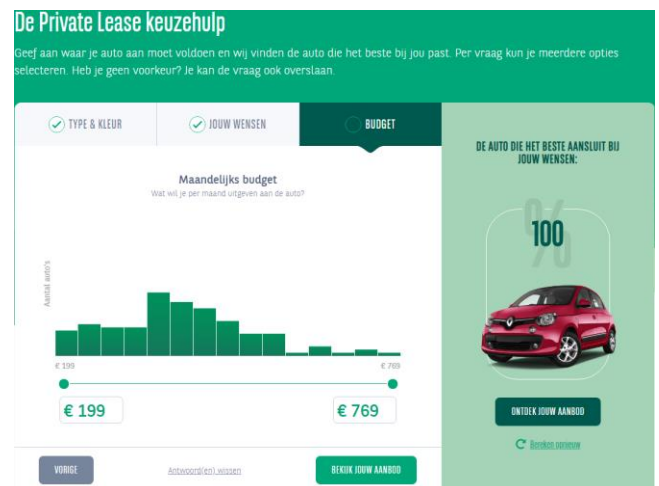 De Private Lease keuzehulp
Geef aan waar je auto aan moet voldoen en wij vinden de auto die het beste bij jou past. Per vraag kun je meerdere opties
selecteren. Heb je geen voorkeur? Je kan de vraag ook overslaan.
TYPE & KLEUR
JOUW WENSEN
BUDGET
Maandelijks budget
Wat wil je per maand uitgeven aan de auto?
Aantal auto's
€ 199
€ 769
€ 199
€ 769
VORIGE
Antwoord(en) wissen
BEKIJK JOUW AANBOD
DE AUTO DIE HET BESTE AANSLUIT BIJ
JOUW WENSEN:
%
100
ONTDEK JOUW AANBOD
Bereken opnieuw